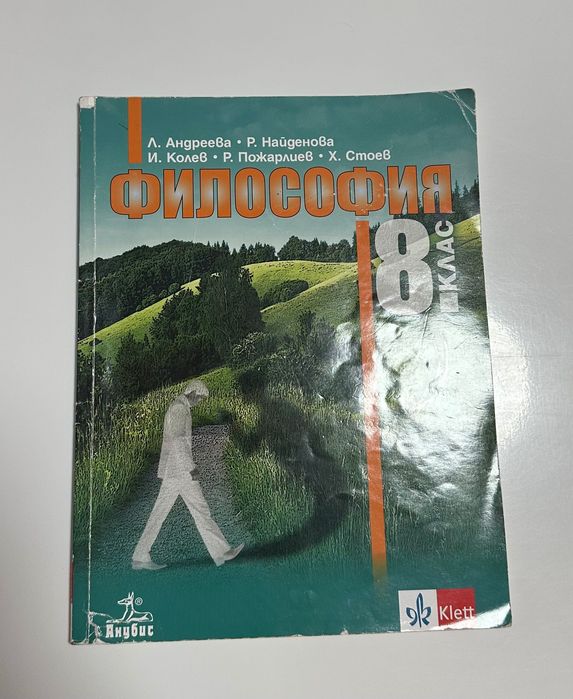 Л. Андреева • Р. Найденова
И. Колев • Р. Пожарлиев • Х. Стоев
ФИЛОСОФИЯ
8
КЛАС
®
Анубис
Klett